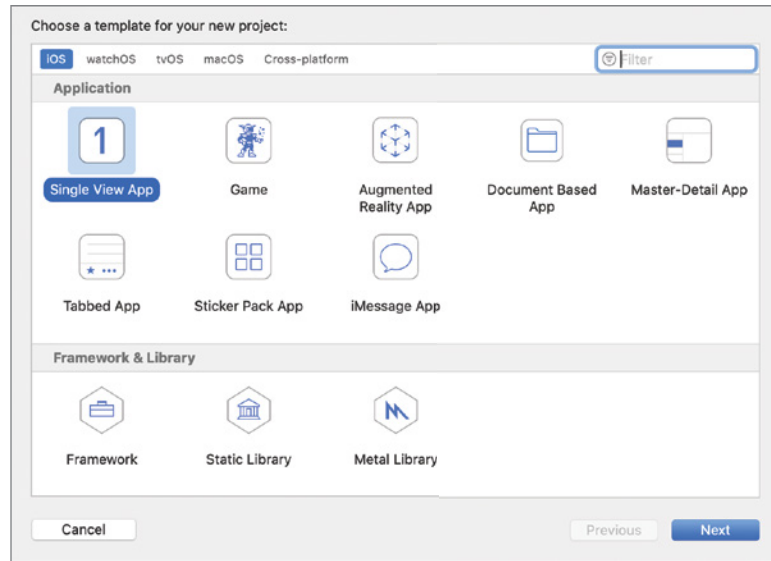 Choose a template for your new project:
iOS watchOS tvOS macOS Cross-platform Filter
Application
1
Single View App Game Augmented Reality App Document Based App Master-Detail App
Tabbed App Sticker Pack App iMessage App
Framework & Library
Framework Static Library Metal Library
Cancel Previous Next